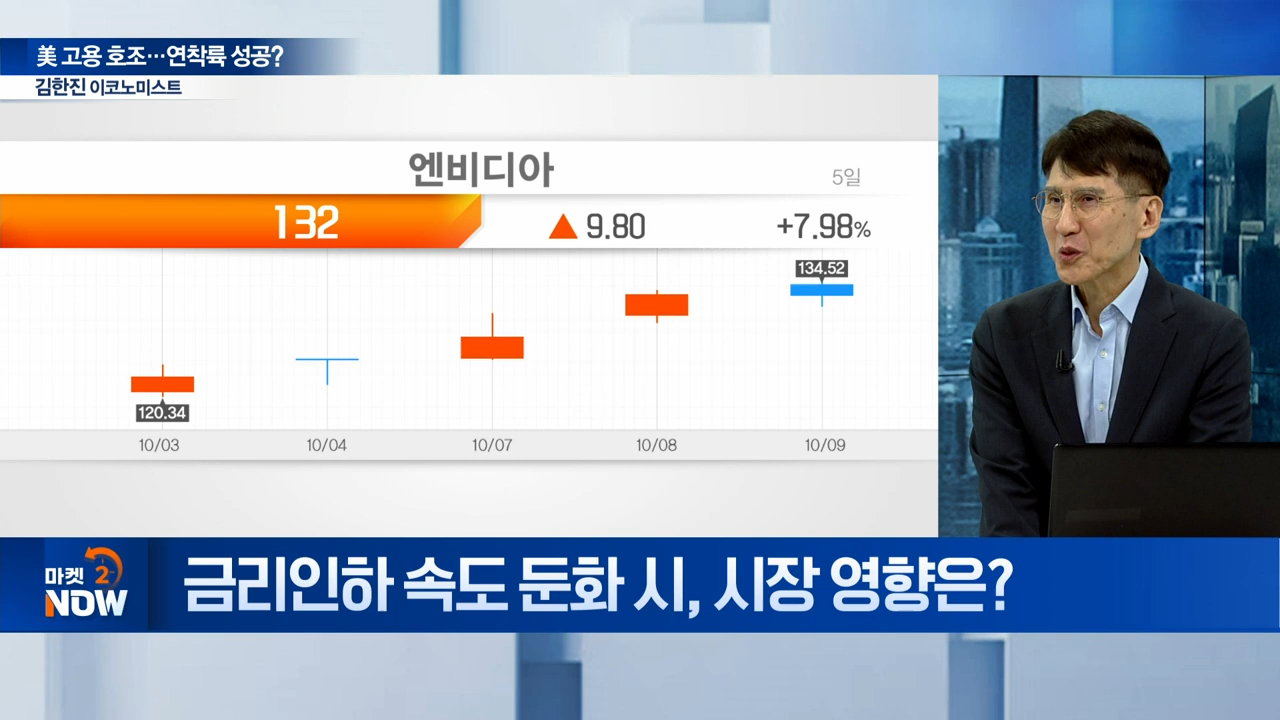 美 고용 호조…연착륙 성공?
김한진 이코노미스트
엔비디아
5일
132 ▲ 9.80 +7.98%
134.52
120.34
10/03 10/04 10/07 10/08 10/09
마켓 2
NOW
금리인하 속도 둔화 시, 시장 영향은?